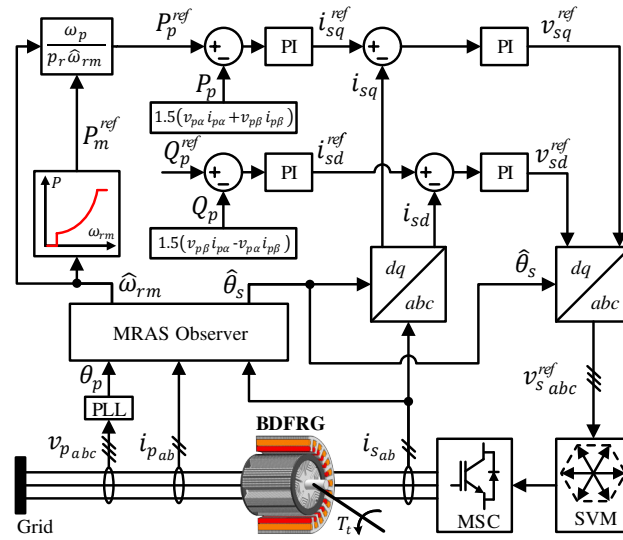 ω_p
p_r ω̂_rm
P_p^ref
PI
i_sq^ref
PI
v_sq^ref
P_p
i_sq
1.5(v_pα i_pα+v_pβ i_pβ)
P_m^ref
Q_p^ref
PI
i_sd^ref
PI
v_sd^ref
P
ω_rm
Q_p
i_sd
1.5(v_pβ i_pα-v_pα i_pβ)
ω̂_rm
θ̂_s
dq
abc
θ̂_s
dq
abc
MRAS Observer
θ_p
PLL
v_s abc^ref
BDFRG
v_p abc
i_p ab
i_s ab
Grid
T_t
MSC
SVM